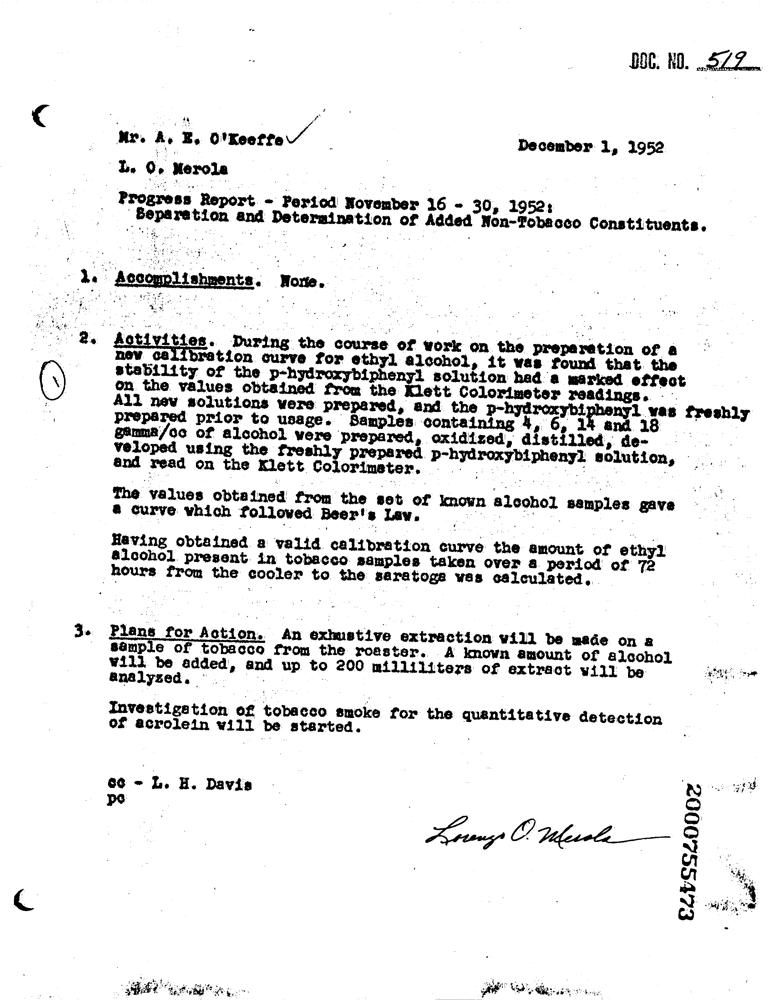 DOC. NO. 519
Mr. A. E. O'Keeffe
December 1, 1952
L. O. Merola
Progress Report - Period November 16 - 30, 1952:
Separation and Determination of Added Non-Tobacco Constituents.
1. Accomplishments. None.
2. Activities. During the course of work on the preparation of a
new calibration curve for ethyl alcohol, it was found that the
stability of the p-hydroxybiphenyl solution had a marked effect
on the values obtained from the Klett Colorimeter readings.
All new solutions were prepared, and the p-hydroxybiphenyl was freshly
prepared prior to usage. Samples containing 4, 6, 14 and 18
gamma/cc of alcohol were prepared, oxidized, distilled, de-
veloped using the freshly prepared p-hydroxybiphenyl solution,
and read on the Klett Colorimeter.
The values obtained from the set of known alcohol samples gave
a curve which followed Beer's Law.
Having obtained a valid calibration curve the amount of ethyl
alcohol present in tobacco samples taken over a period of 72
hours from the cooler to the saratoga was calculated.
3. Plans for Action. An exhustive extraction will be made on a
sample of tobacco from the roaster. A known amount of alcohol
will be added, and up to 200 milliliters of extract will be
analyzed.
Investigation of tobacco smoke for the quantitative detection
of acrolein will be started.
cc - L. H. Davis
pc
Lorenzo O. Merola
2000755473